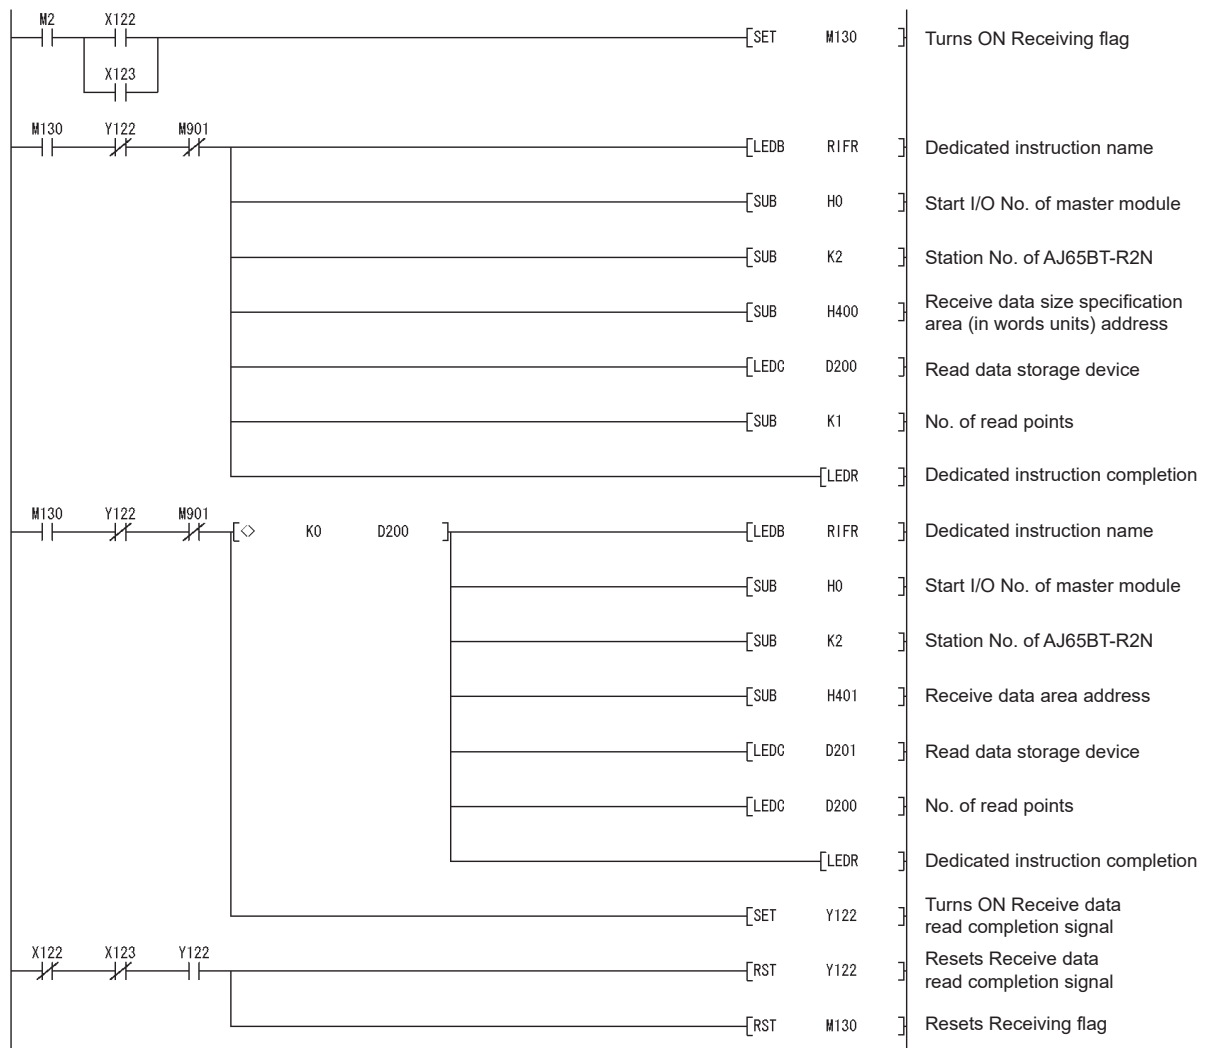 M2 X122
SET M130 Turns ON Receiving flag
X123
M130 Y122 M901
LEDB RIFR Dedicated instruction name
SUB H0 Start I/O No. of master module
SUB K2 Station No. of AJ65BT-R2N
SUB H400 Receive data size specification
area (in words units) address
LEDC D200 Read data storage device
SUB K1 No. of read points
LEDR Dedicated instruction completion
M130 Y122 M901
<> K0 D200 LEDB RIFR Dedicated instruction name
SUB H0 Start I/O No. of master module
SUB K2 Station No. of AJ65BT-R2N
SUB H401 Receive data area address
LEDC D201 Read data storage device
LEDC D200 No. of read points
LEDR Dedicated instruction completion
SET Y122 Turns ON Receive data
read completion signal
X122 X123 Y122
RST Y122 Resets Receive data
read completion signal
RST M130 Resets Receiving flag